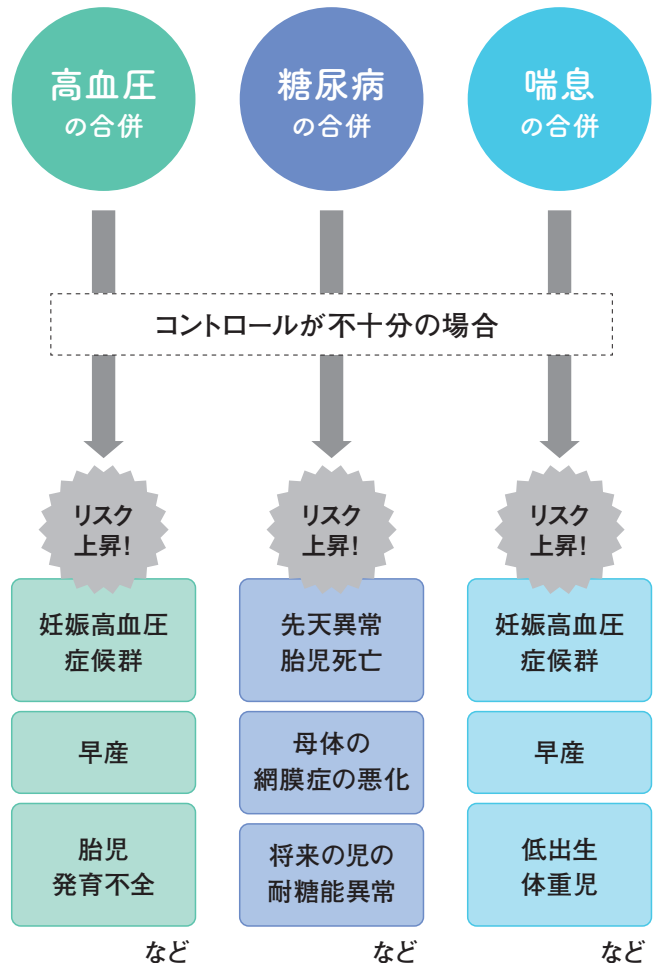 高血圧
の合併
糖尿病
の合併
喘息
の合併
コントロールが不十分の場合
リスク
上昇!
リスク
上昇!
リスク
上昇!
妊娠高血圧
症候群
早産
胎児
発育不全
など
先天異常
胎児死亡
母体の
網膜症の悪化
将来の児の
耐糖能異常
など
妊娠高血圧
症候群
早産
低出生
体重児
など